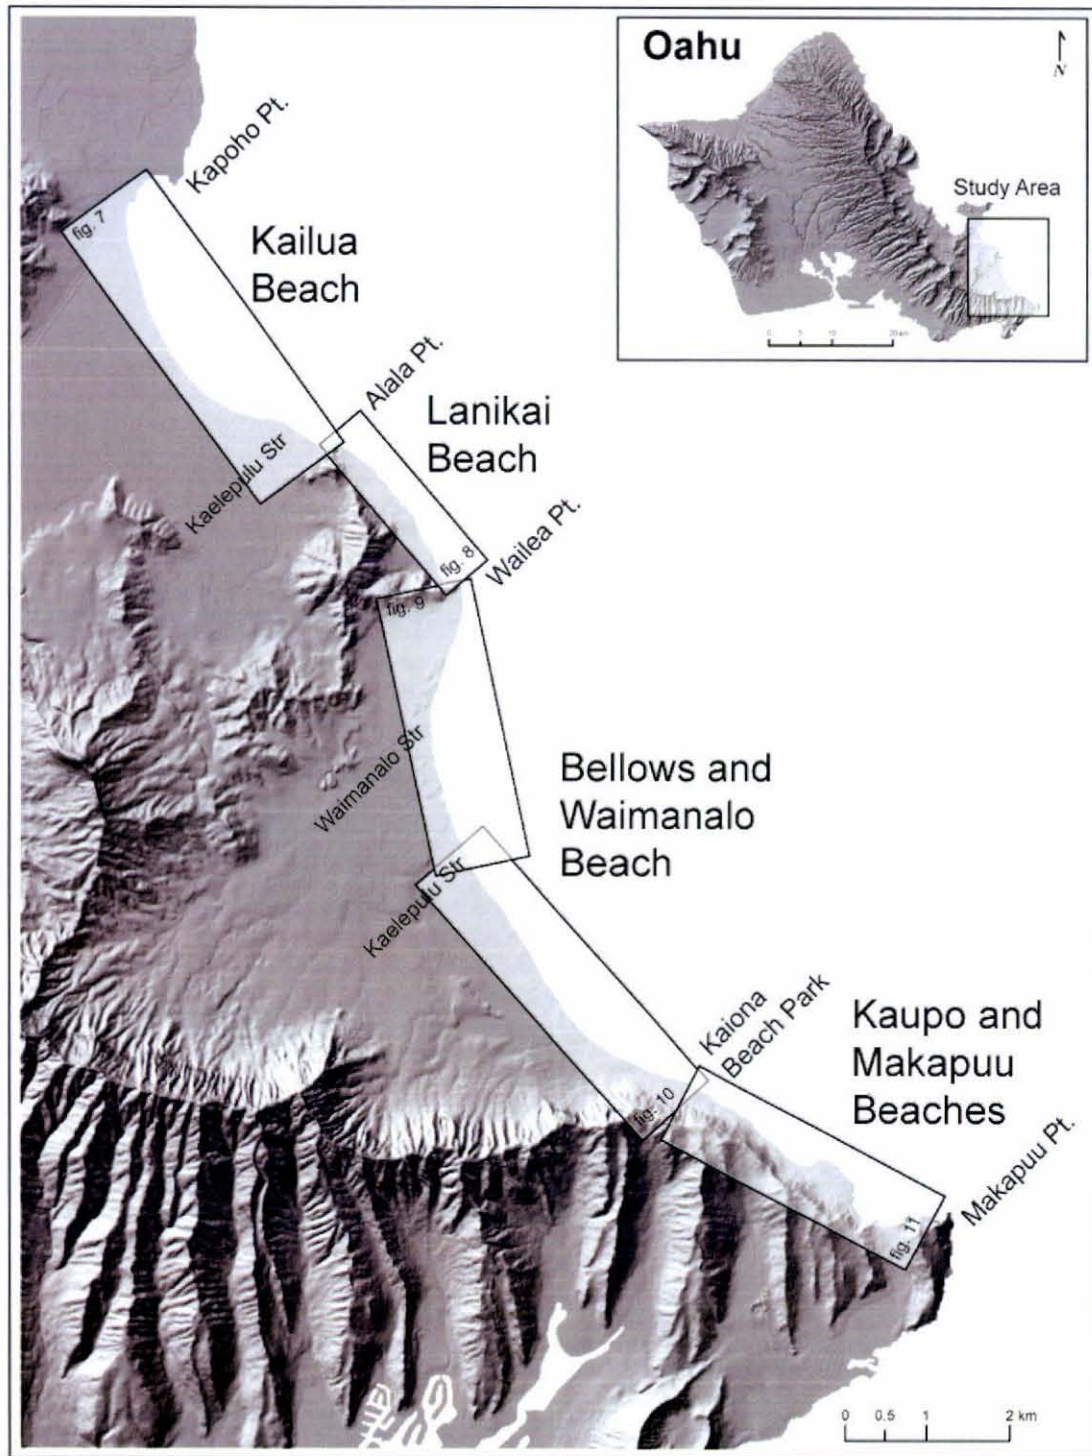 Oahu
N
Study Area
0 5 10 20 km
Kapoho Pt.
fig. 7
Kailua
Beach
Alala Pt.
Lanikai
Beach
Kaelepulu Str
fig. 8
Wailea Pt.
fig. 9
Waimanalo Str
Bellows and
Waimanalo
Beach
Kaelepulu Str
Kaiona
Beach Park
Kaupo and
Makapuu
Beaches
fig. 10
fig. 11
Makapuu Pt.
0 0.5 1 2 km